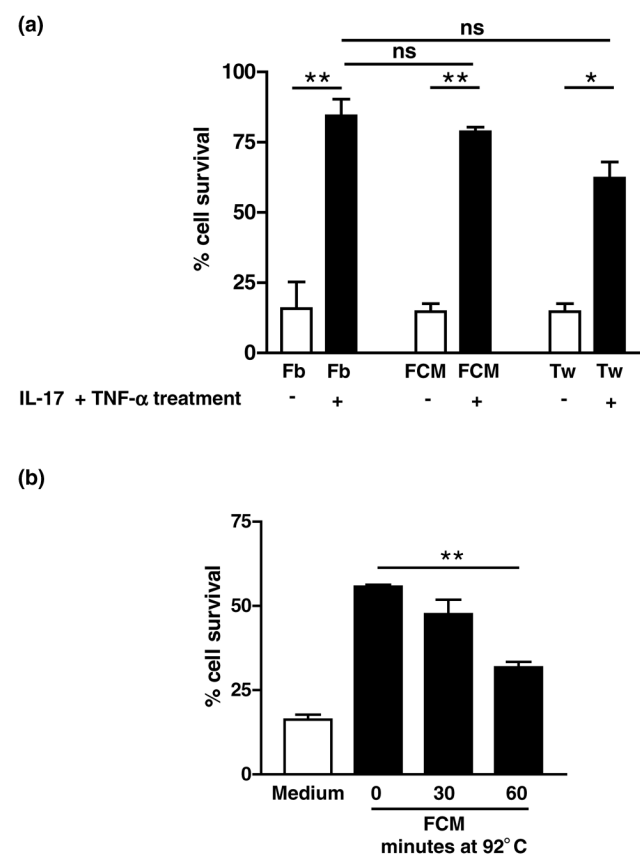 (a)
ns
ns
** ** *
100
75
50
25
0
% cell survival
Fb Fb FCM FCM Tw Tw
IL-17 + TNF-α treatment - + - + - +
(b)
**
75
50
25
0
% cell survival
Medium 0 30 60
FCM
minutes at 92°C